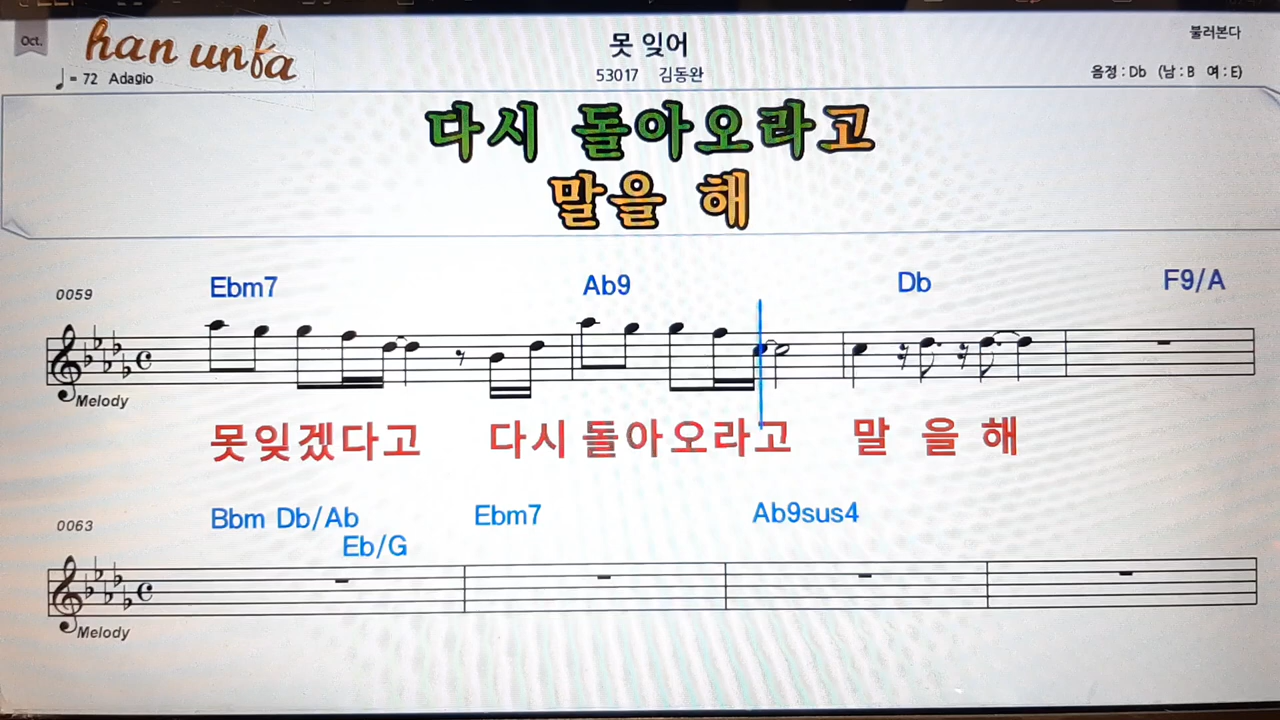 Oct.
han unfa
♩ = 72 Adagio
못 잊어
53017 김동완
불러본다
음정 : Db (남 : B 여 : E)
다시 돌아오라고
말을 해
0059
Ebm7 Ab9 Db F9/A
Melody
못잊겠다고 다시 돌아오라고 말 을 해
0063
Bbm Db/Ab Ebm7 Ab9sus4
Eb/G
Melody